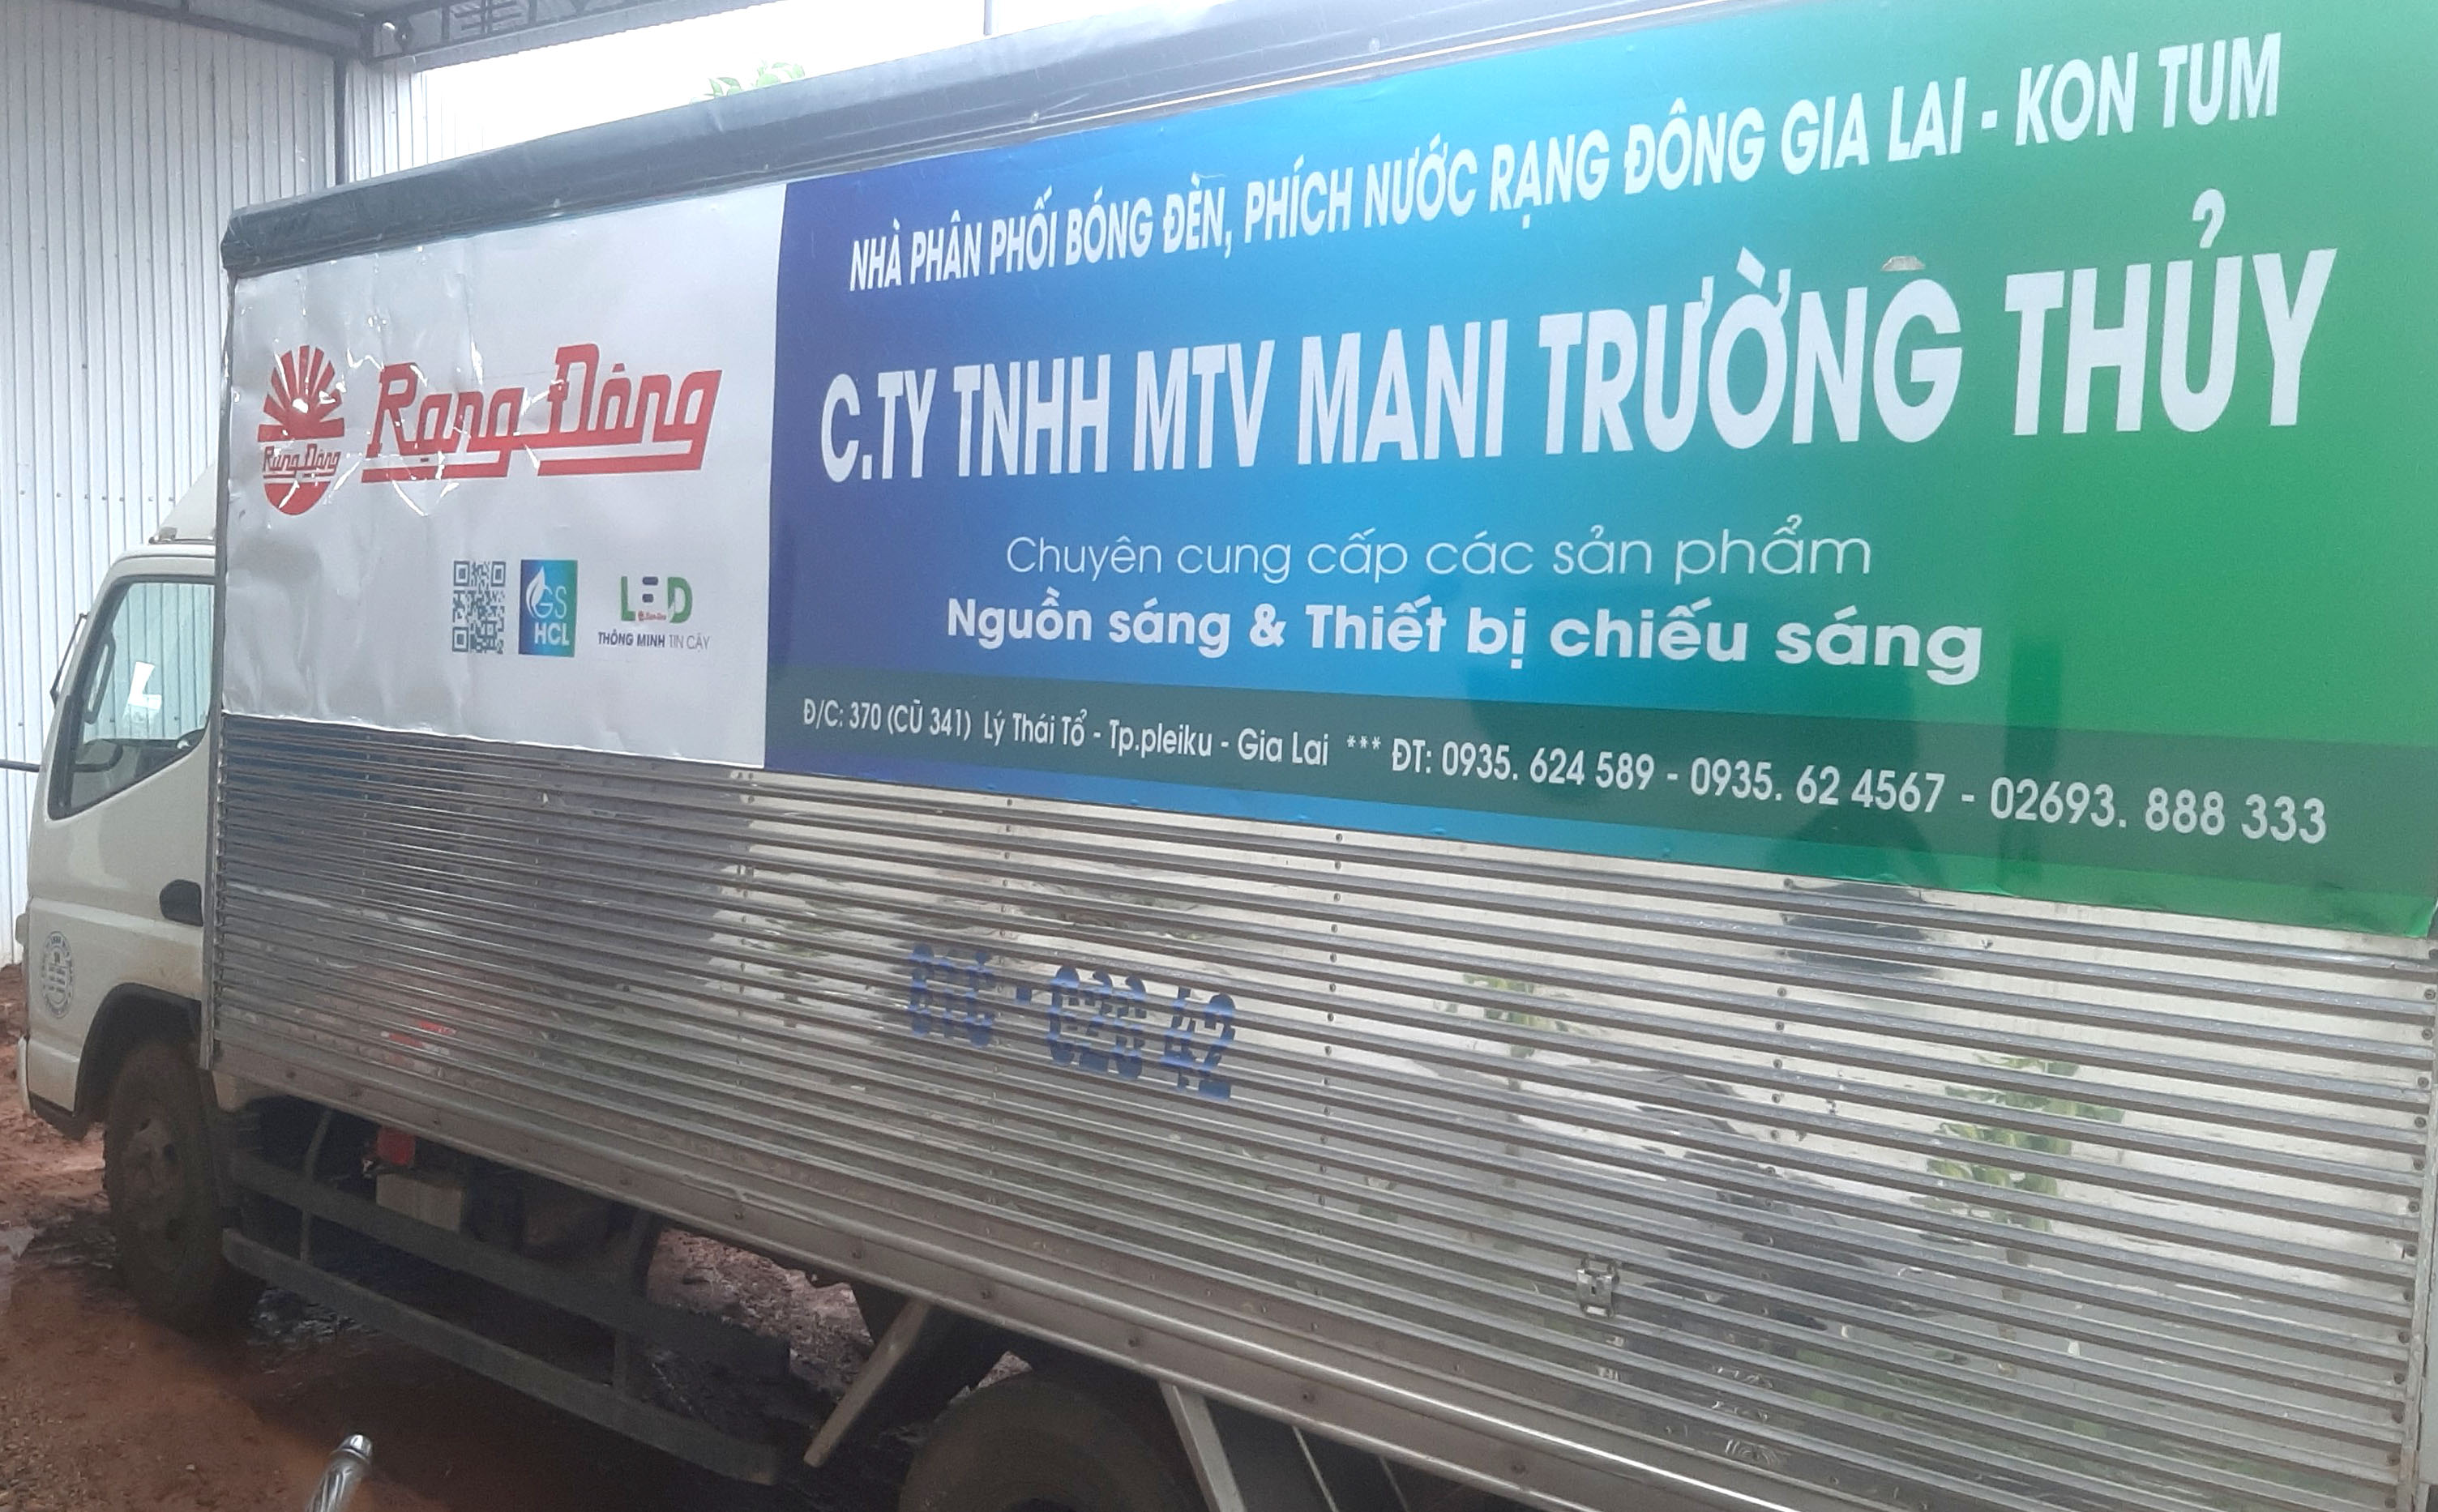 NHÀ PHÂN PHỐI BÓNG ĐÈN, PHÍCH NƯỚC RẠNG ĐÔNG GIA LAI - KON TUM
C.TY TNHH MTV MANI TRƯỜNG THỦY
Rạng Đông
Rạng Đông
Chuyên cung cấp các sản phẩm
Nguồn sáng & Thiết bị chiếu sáng
GS
HCL
LED
THÔNG MINH TIN CẬY
Đ/C: 370 (CŨ 341) Lý Thái Tổ - Tp.pleiku - Gia Lai *** ĐT: 0935. 624 589 - 0935. 62 4567 - 02693. 888 333